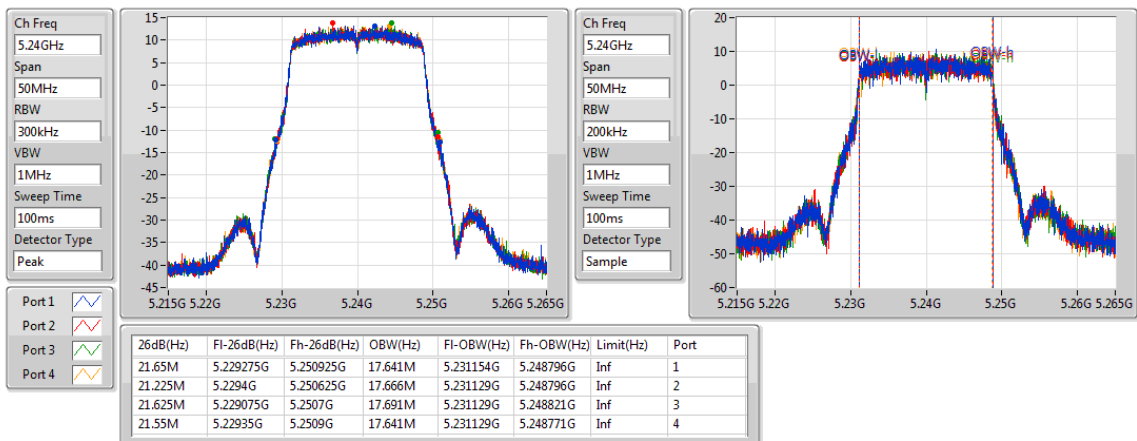 Ch Freq
5.24GHz
Span
50MHz
RBW
300kHz
VBW
1MHz
Sweep Time
100ms
Detector Type
Peak
Port 1
Port 2
Port 3
Port 4
15
10
5
0
-5
-10
-15
-20
-25
-30
-35
-40
-45
5.215G 5.22G 5.23G 5.24G 5.25G 5.26G 5.265G
Ch Freq
5.24GHz
Span
50MHz
RBW
200kHz
VBW
1MHz
Sweep Time
100ms
Detector Type
Sample
20
10
0
-10
-20
-30
-40
-50
-60
OBW-l OBW-h
5.215G 5.22G 5.23G 5.24G 5.25G 5.26G 5.265G
26dB(Hz) Fl-26dB(Hz) Fh-26dB(Hz) OBW(Hz) Fl-OBW(Hz) Fh-OBW(Hz) Limit(Hz) Port
21.65M 5.229275G 5.250925G 17.641M 5.231154G 5.248796G Inf 1
21.225M 5.2294G 5.250625G 17.666M 5.231129G 5.248796G Inf 2
21.625M 5.229075G 5.2507G 17.691M 5.231129G 5.248821G Inf 3
21.55M 5.22935G 5.2509G 17.641M 5.231129G 5.248771G Inf 4